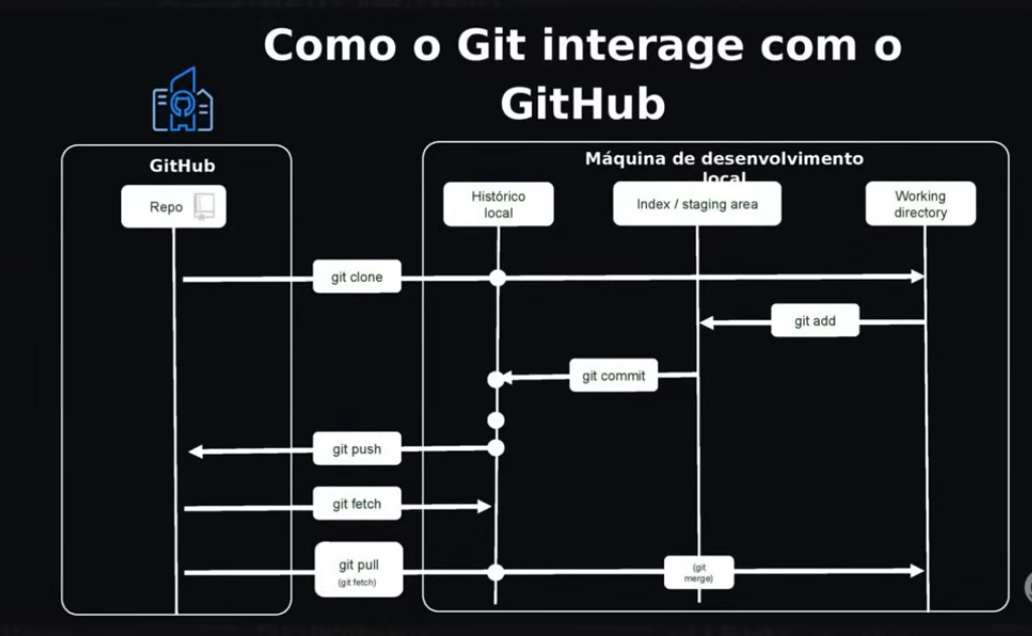 Como o Git interage com o
GitHub
GitHub
Máquina de desenvolvimento
local
Repo
Histórico
local
Index / staging area
Working
directory
git clone
git add
git commit
git push
git fetch
git pull
(git fetch)
(git
merge)